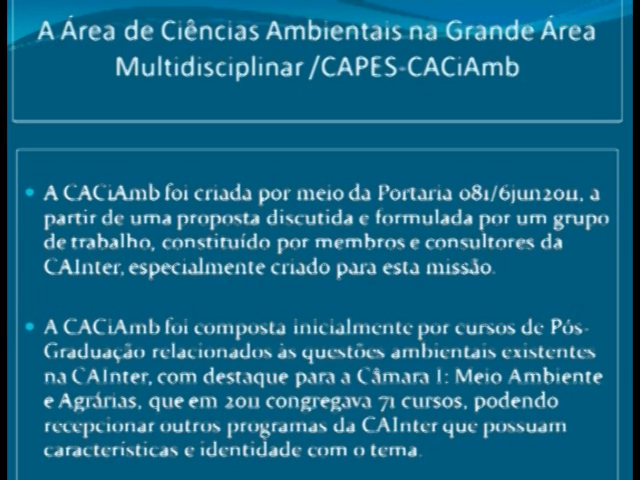 A Área de Ciências Ambientais na Grande Área
Multidisciplinar /CAPES-CACiAmb
• A CACiAmb foi criada por meio da Portaria 081/6jun2011, a
partir de uma proposta discutida e formulada por um grupo
de trabalho, constituído por membros e consultores da
CAInter, especialmente criado para esta missão.
• A CACiAmb foi composta inicialmente por cursos de Pós-
Graduação relacionados às questões ambientais existentes
na CAInter, com destaque para a Câmara I: Meio Ambiente
e Agrárias, que em 2011 congregava 71 cursos, podendo
recepcionar outros programas da CAInter que possuam
características e identidade com o tema.